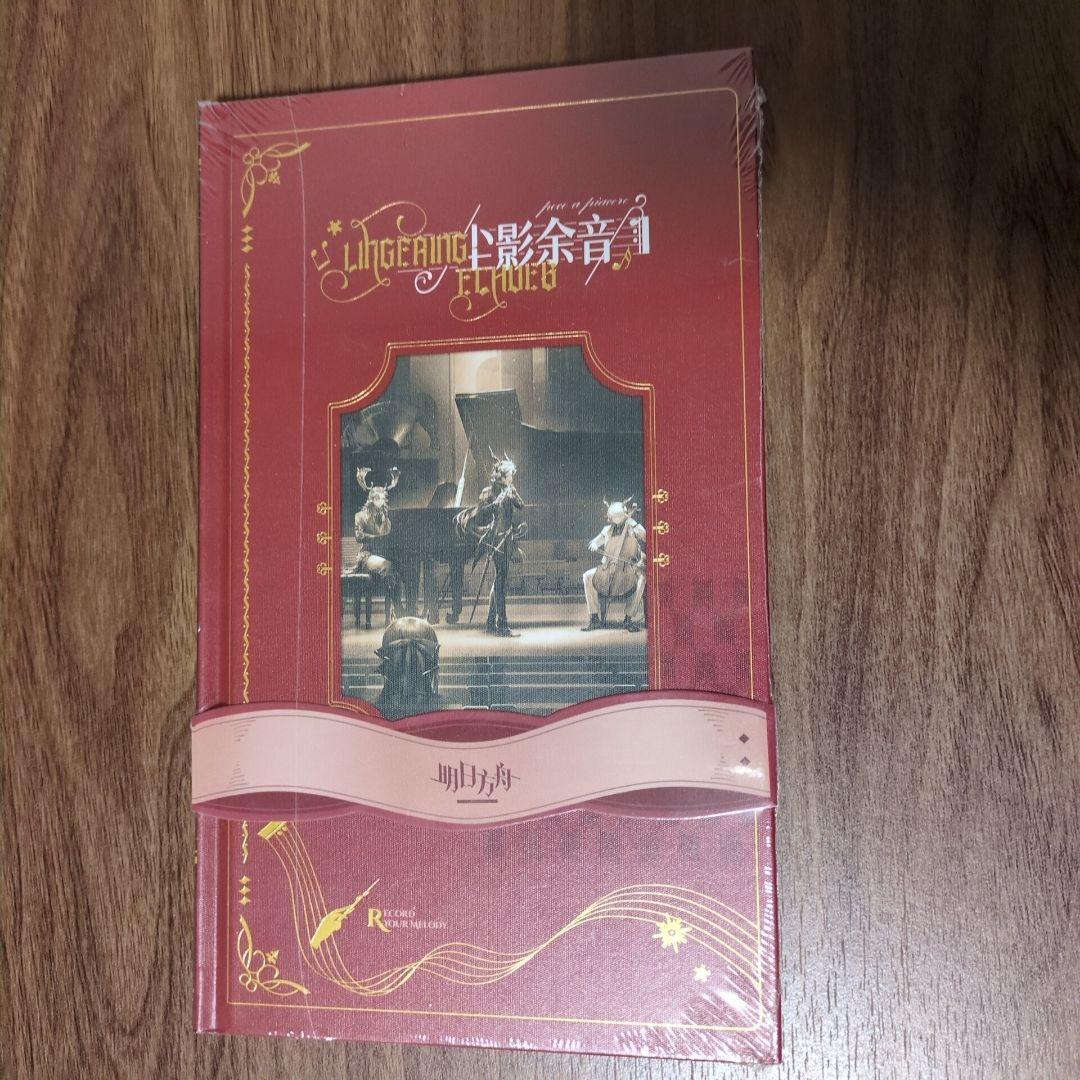 poco a piacere
LINGERING
尘影余音
ECHOES
明日方舟
RECORD
YOUR MELODY